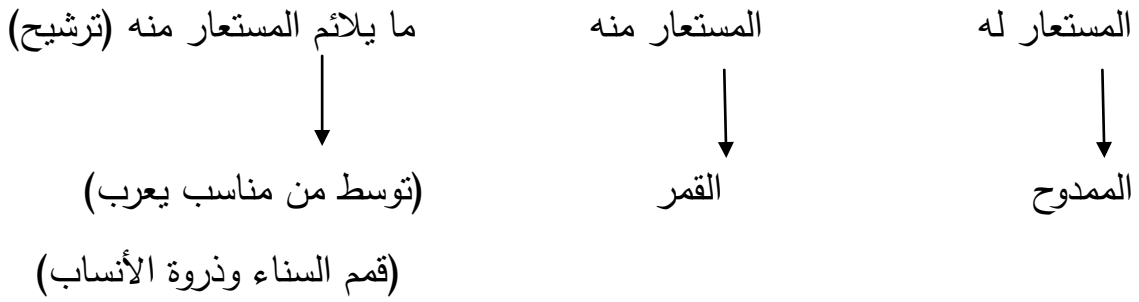 المستعار له المستعار منه ما يلائم المستعار منه (ترشيح)
الممدوح القمر (توسط من مناسب يعرب)
(قمم السناء وذروة الأنساب)